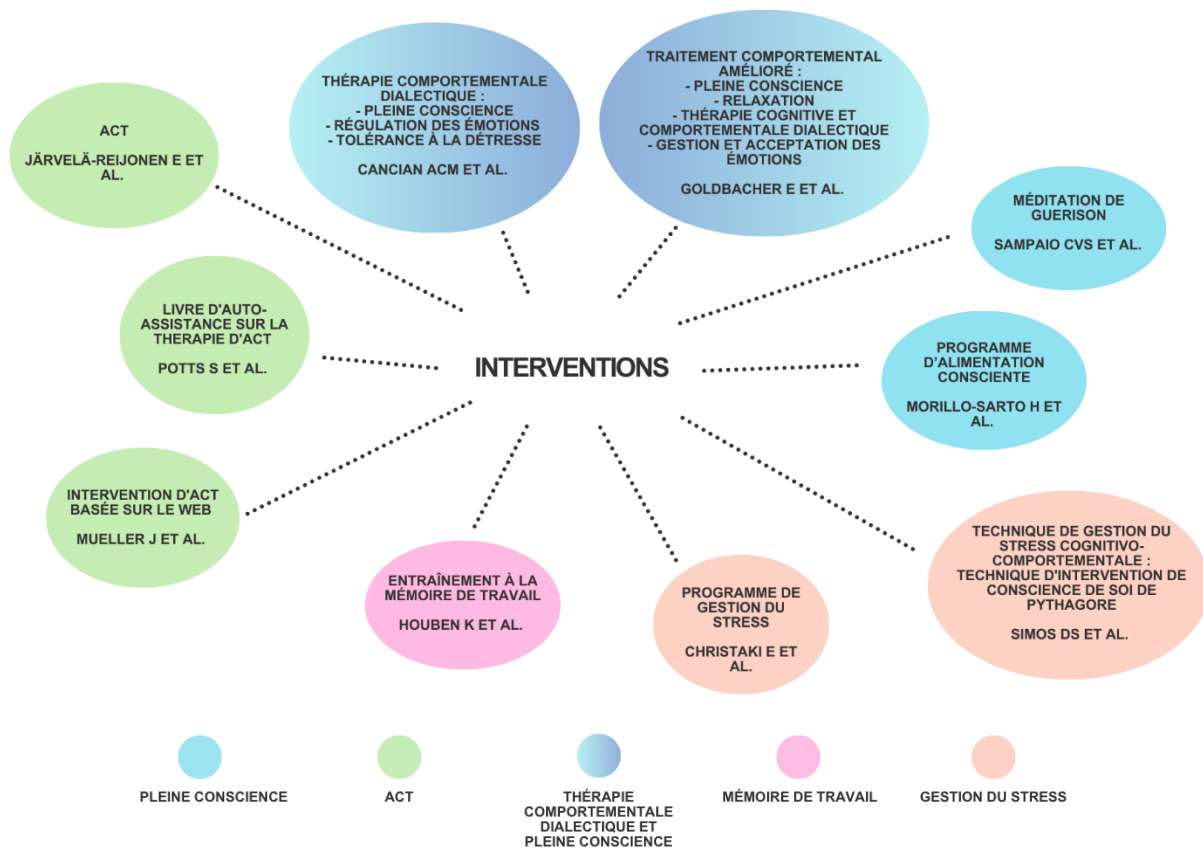 ACT
JÄRVELÄ-REIJONEN E ET
AL.
THÉRAPIE COMPORTEMENTALE
DIALECTIQUE :
- PLEINE CONSCIENCE
- RÉGULATION DES ÉMOTIONS
- TOLÉRANCE À LA DÉTRESSE
CANCIAN ACM ET AL.
TRAITEMENT COMPORTEMENTAL
AMÉLIORÉ :
- PLEINE CONSCIENCE
- RELAXATION
- THÉRAPIE COGNITIVE ET
COMPORTEMENTALE DIALECTIQUE
- GESTION ET ACCEPTATION DES
ÉMOTIONS
GOLDBACHER E ET AL.
MÉDITATION DE
GUERISON
SAMPAIO CVS ET AL.
LIVRE D'AUTO-
ASSISTANCE SUR LA
THERAPIE D'ACT
POTTS S ET AL.
INTERVENTIONS
PROGRAMME
D'ALIMENTATION
CONSCIENTE
MORILLO-SARTO H ET
AL.
INTERVENTION D'ACT
BASÉE SUR LE WEB
MUELLER J ET AL.
ENTRAÎNEMENT À LA
MÉMOIRE DE TRAVAIL
HOUBEN K ET AL.
PROGRAMME DE
GESTION DU
STRESS
CHRISTAKI E ET
AL.
TECHNIQUE DE GESTION DU
STRESS COGNITIVO-
COMPORTEMENTALE :
TECHNIQUE D'INTERVENTION DE
CONSCIENCE DE SOI DE
PYTHAGORE
SIMOS DS ET AL.
PLEINE CONSCIENCE
ACT
THÉRAPIE
COMPORTEMENTALE
DIALECTIQUE ET
PLEINE CONSCIENCE
MÉMOIRE DE TRAVAIL
GESTION DU STRESS